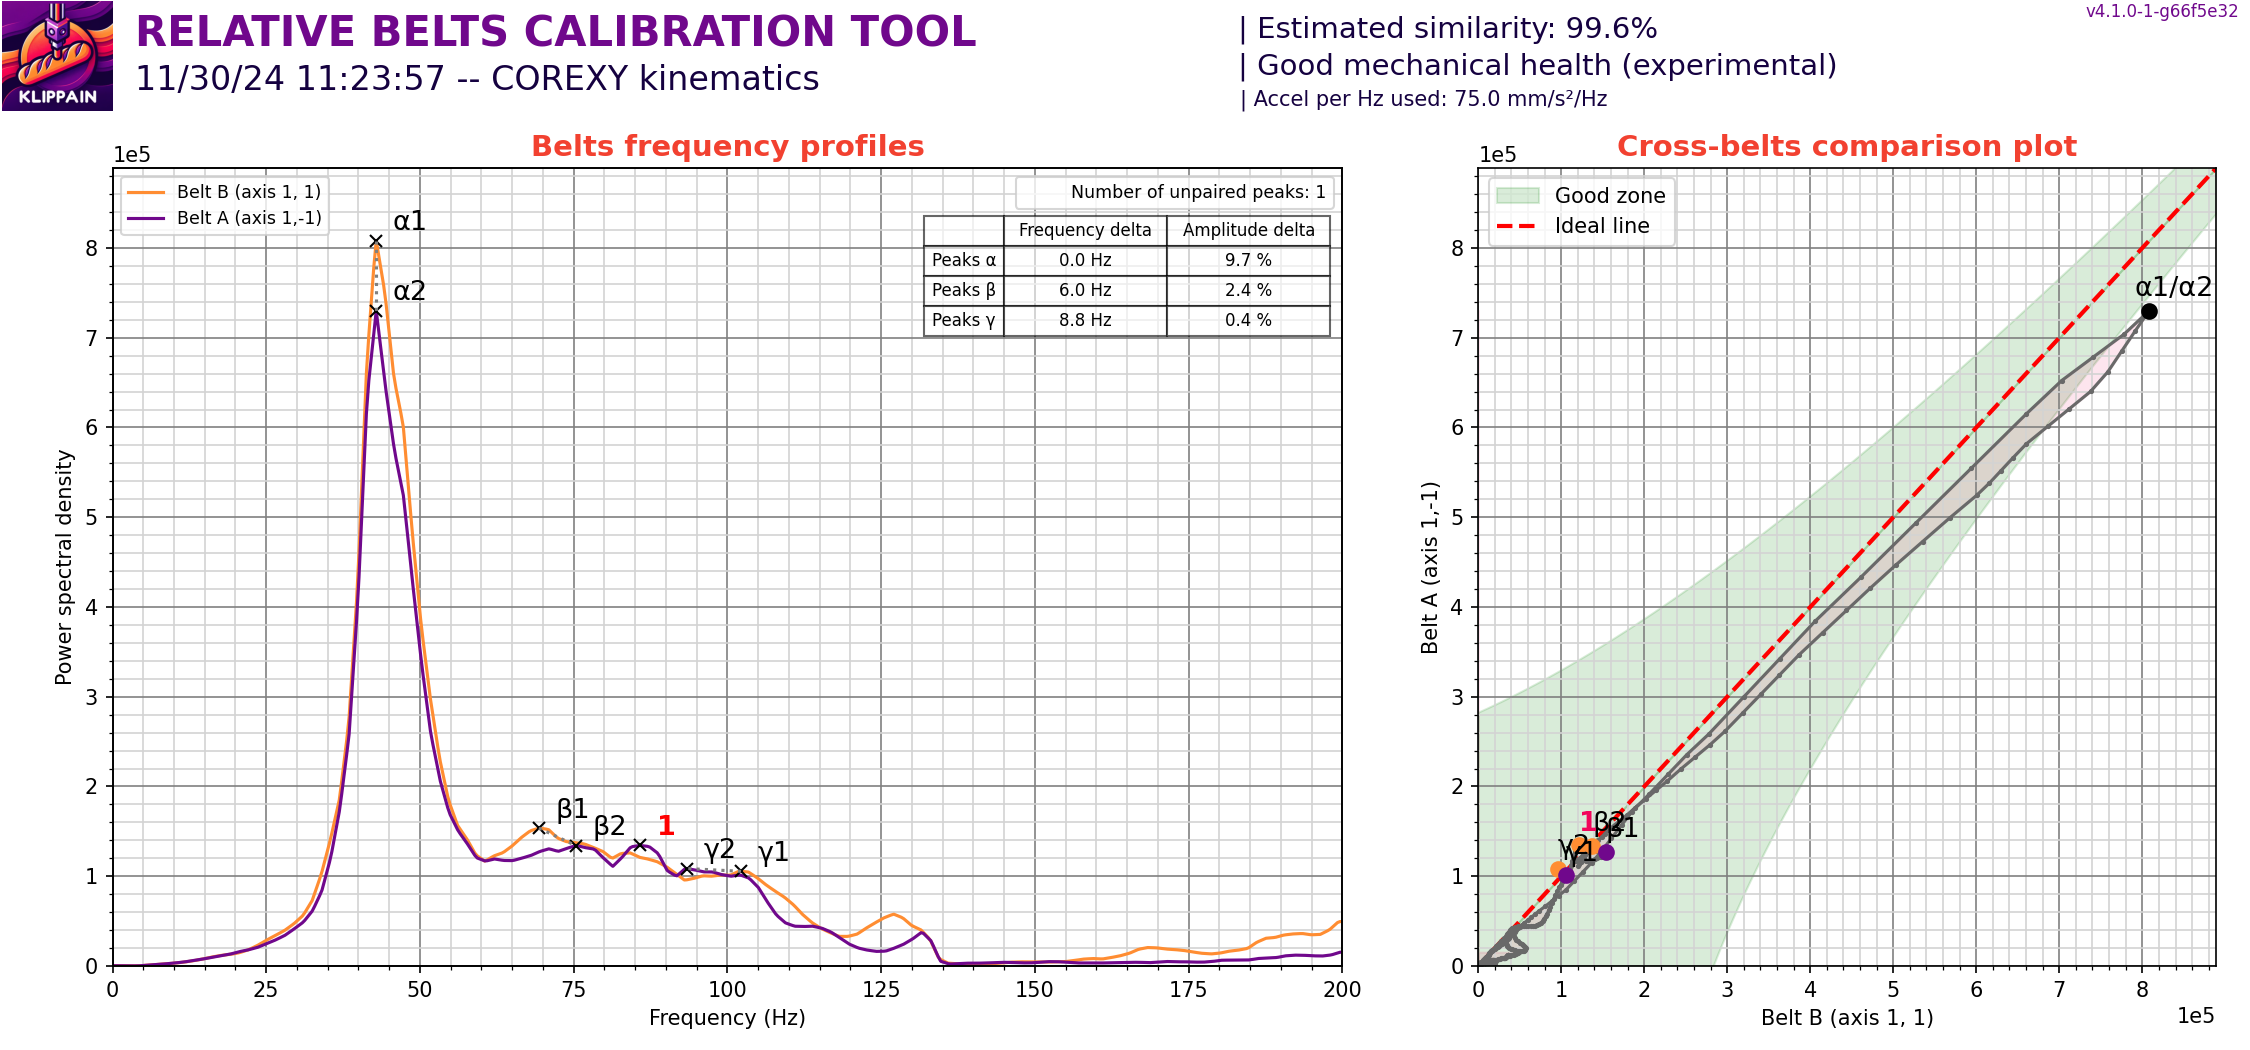 KLIPPAIN
RELATIVE BELTS CALIBRATION TOOL
11/30/24 11:23:57 -- COREXY kinematics
| Estimated similarity: 99.6%
| Good mechanical health (experimental)
| Accel per Hz used: 75.0 mm/s²/Hz
v4.1.0-1-g66f5e32
Belts frequency profiles
1e5
Belt B (axis 1, 1)
Belt A (axis 1,-1)
Number of unpaired peaks: 1
Frequency delta Amplitude delta
Peaks α 0.0 Hz 9.7 %
Peaks β 6.0 Hz 2.4 %
Peaks γ 8.8 Hz 0.4 %
α1
α2
β1
β2
1
γ2
γ1
8
7
6
5
4
3
2
1
0
Power spectral density
0 25 50 75 100 125 150 175 200
Frequency (Hz)
Cross-belts comparison plot
1e5
Good zone
Ideal line
α1/α2
1
β2
β1
γ2
γ1
8
7
6
5
4
3
2
1
0
Belt A (axis 1,-1)
0 1 2 3 4 5 6 7 8
Belt B (axis 1, 1)
1e5